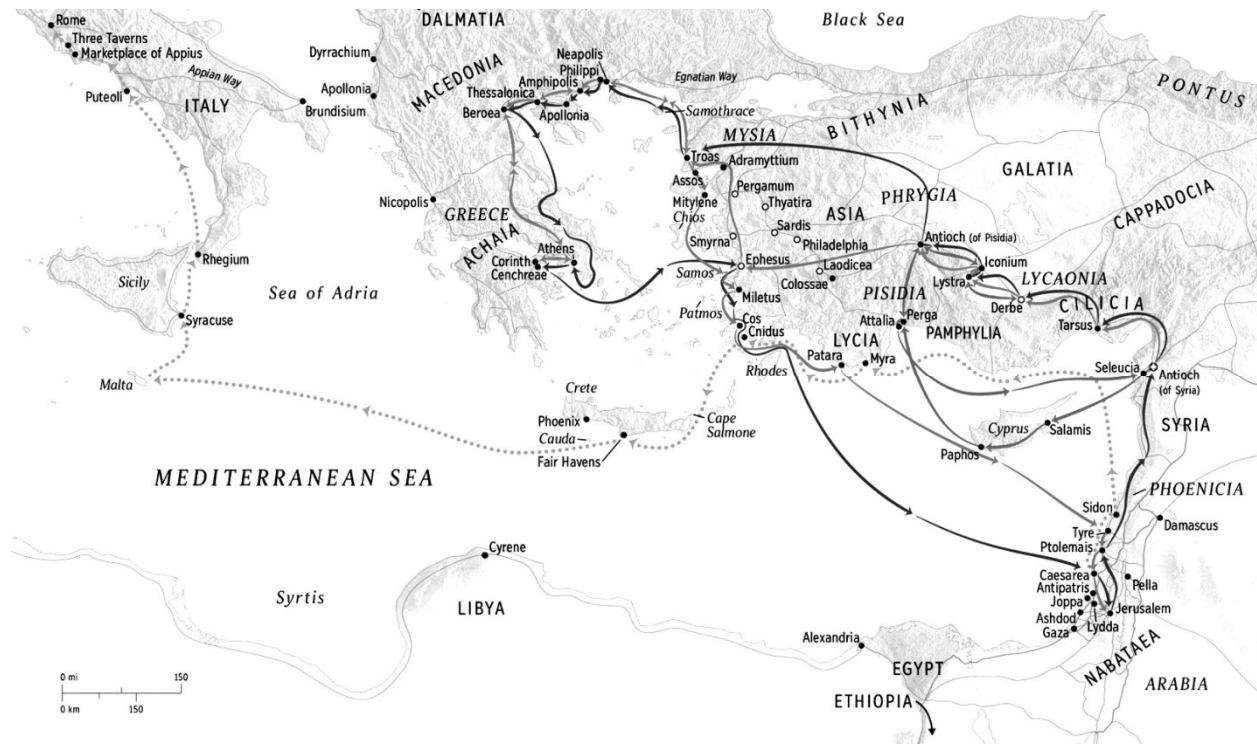 Rome
DALMATIA
Black Sea
Three Taverns
Marketplace of Appius
Dyrrachium
Neapolis
Philippi
Egnatian Way
PONTUS
MACEDONIA
Amphipolis
Appian Way
Thessalonica
Puteoli
ITALY
Apollonia
Brundisium
Beroea
Apollonia
Samothrace
BITHYNIA
MYSIA
Troas
Adramyttium
GALATIA
Assos
Pergamum
PHRYGIA
CAPPADOCIA
Mitylene
Thyatira
Nicopolis
Chios
ASIA
GREECE
Sardis
ACHAIA
Smyrna
Philadelphia
Antioch (of Pisidia)
Athens
Rhegium
Corinth
Ephesus
Iconium
Cenchreae
Samos
Laodicea
Lystra
LYCAONIA
Sicily
Colossae
Sea of Adria
Miletus
PISIDIA
Derbe
CILICIA
Syracuse
Patmos
Perga
Cos
Attalia
PAMPHYLIA
Tarsus
Cnidus
LYCIA
Patara
Myra
Rhodes
Seleucia
Antioch
(of Syria)
Malta
Crete
Phoenix
Cape
Salmone
Cyprus
Salamis
SYRIA
Cauda
Fair Havens
Paphos
MEDITERRANEAN SEA
PHOENICIA
Sidon
Damascus
Tyre
Ptolemais
Cyrene
Caesarea
Pella
Antipatris
Syrtis
LIBYA
Joppa
Jerusalem
Ashdod
Lydda
Gaza
Alexandria
NABATAEA
EGYPT
0 mi 150
0 km 150
ETHIOPIA
ARABIA